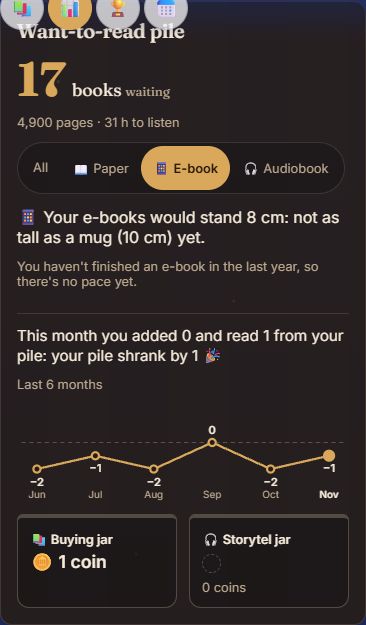 Want-to-read pile
17 books waiting
4,900 pages · 31 h to listen
All Paper E-book Audiobook
Your e-books would stand 8 cm: not as
tall as a mug (10 cm) yet.
You haven't finished an e-book in the last year, so
there's no pace yet.
This month you added 0 and read 1 from your
pile: your pile shrank by 1
Last 6 months
−2 −1 −2 0 −2 −1
Jun Jul Aug Sep Oct Nov
Buying jar
1 coin
Storytel jar
0 coins